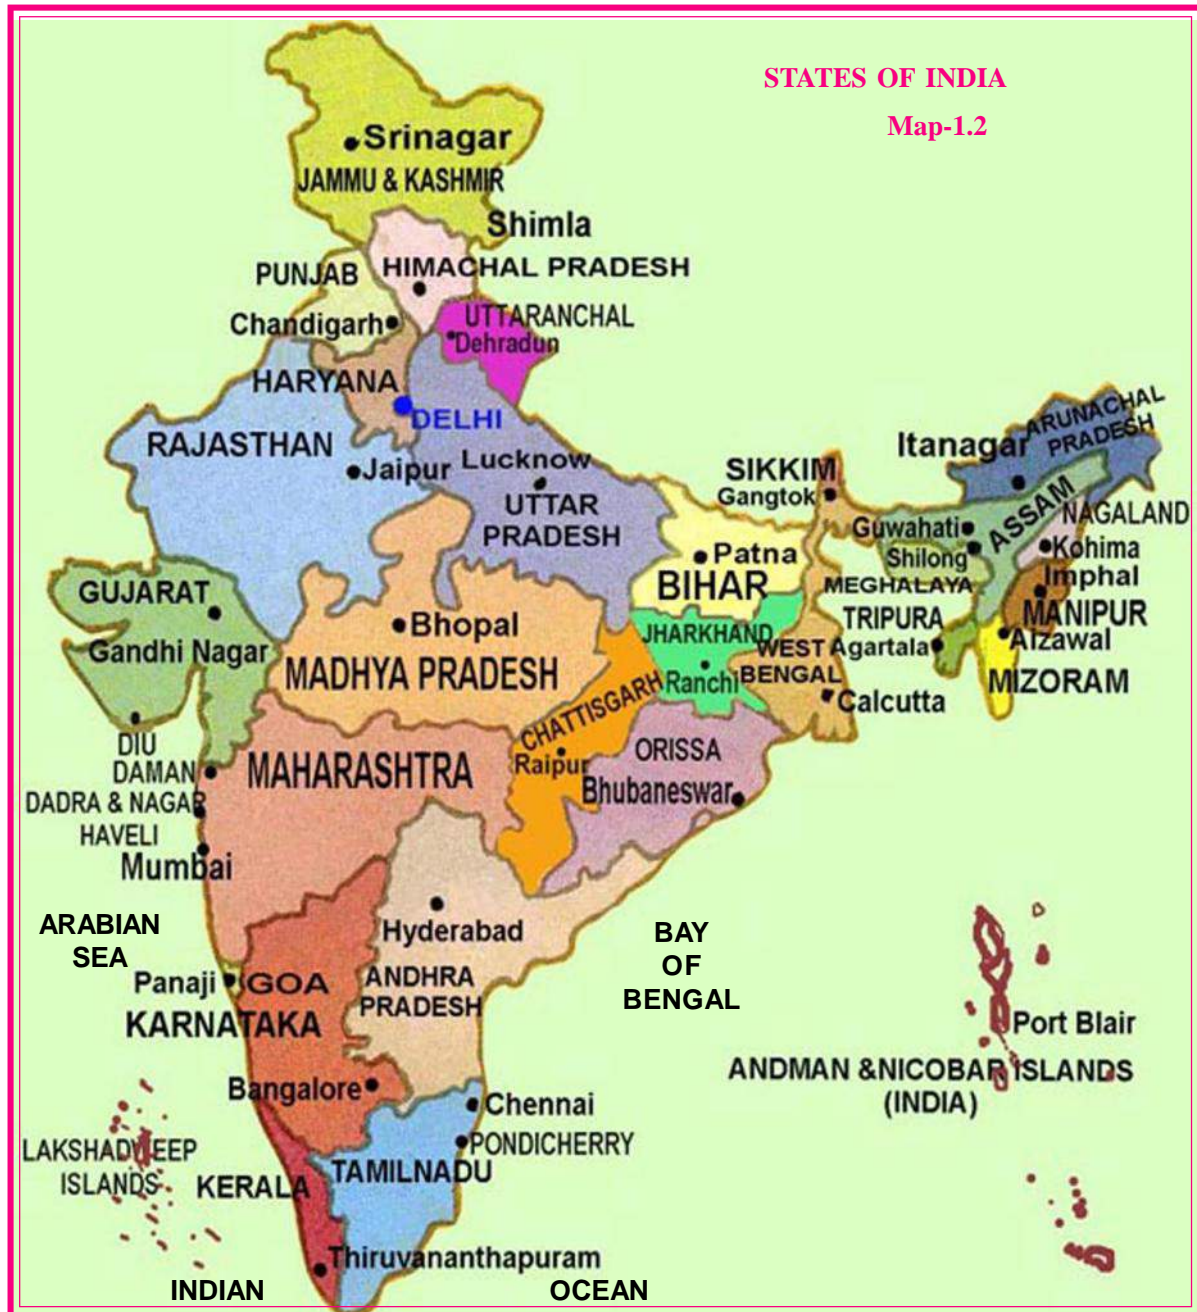 STATES OF INDIA
Map-1.2
Srinagar
JAMMU & KASHMIR
Shimla
HIMACHAL PRADESH
PUNJAB
Chandigarh
UTTARANCHAL
Dehradun
HARYANA
DELHI
RAJASTHAN
Jaipur
Lucknow
UTTAR
PRADESH
SIKKIM
Gangtok
Itanagar
ARUNACHAL
PRADESH
ASSAM
NAGALAND
Guwahati
Shilong
Kohima
MEGHALAYA
Imphal
MANIPUR
TRIPURA
Agartala
Aizawal
MIZORAM
Patna
BIHAR
JHARKHAND
Ranchi
WEST
BENGAL
Calcutta
GUJARAT
Gandhi Nagar
Bhopal
MADHYA PRADESH
CHATTISGARH
Raipur
ORISSA
Bhubaneswar
DIU
DAMAN
DADRA & NAGAR
HAVELI
Mumbai
MAHARASHTRA
ARABIAN
SEA
Hyderabad
ANDHRA
PRADESH
BAY
OF
BENGAL
Panaji
GOA
KARNATAKA
Bangalore
Port Blair
ANDMAN &NICOBAR ISLANDS
(INDIA)
Chennai
PONDICHERRY
LAKSHADWEEP
ISLANDS
KERALA
TAMILNADU
Thiruvananthapuram
INDIAN
OCEAN